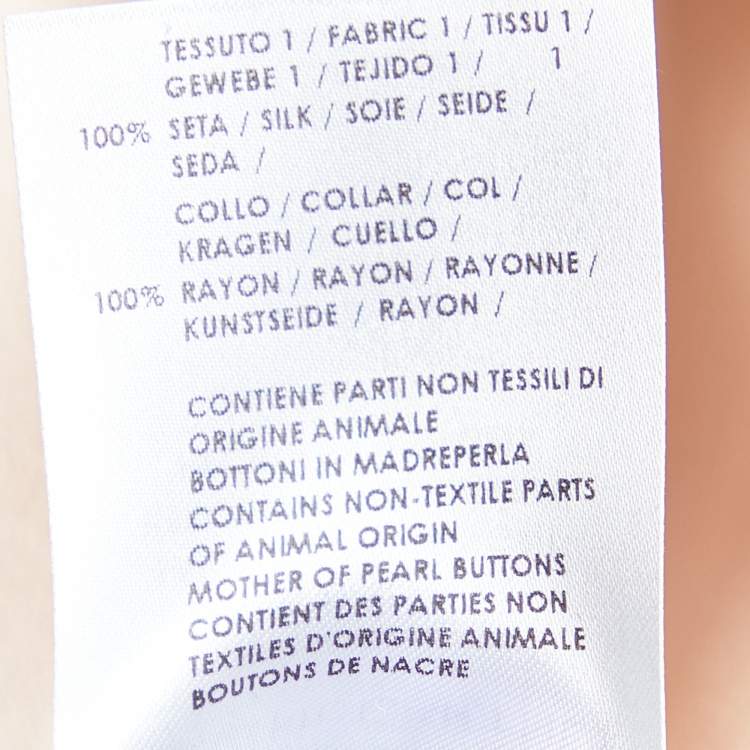 TESSUTO 1 / FABRIC 1 / TISSU 1 /
GEWEBE 1 / TEJIDO 1 / 1
100% SETA / SILK / SOIE / SEIDE /
SEDA /
COLLO / COLLAR / COL /
KRAGEN / CUELLO /
100% RAYON / RAYON / RAYONNE /
KUNSTSEIDE / RAYON /
CONTIENE PARTI NON TESSILI DI
ORIGINE ANIMALE
BOTTONI IN MADREPERLA
CONTAINS NON-TEXTILE PARTS
OF ANIMAL ORIGIN
MOTHER OF PEARL BUTTONS
CONTIENT DES PARTIES NON
TEXTILES D'ORIGINE ANIMALE
BOUTONS DE NACRE